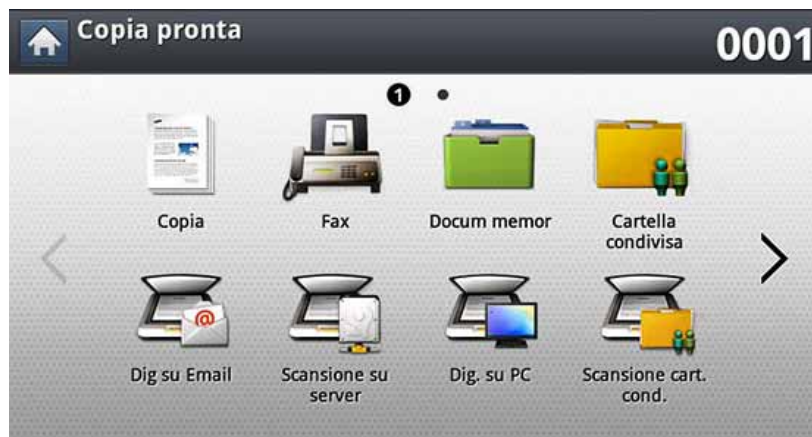 Copia pronta
0001
1
Copia
Fax
Docum memor
Cartella
condivisa
@
Dig su Email
Scansione su
server
Dig. su PC
Scansione cart.
cond.